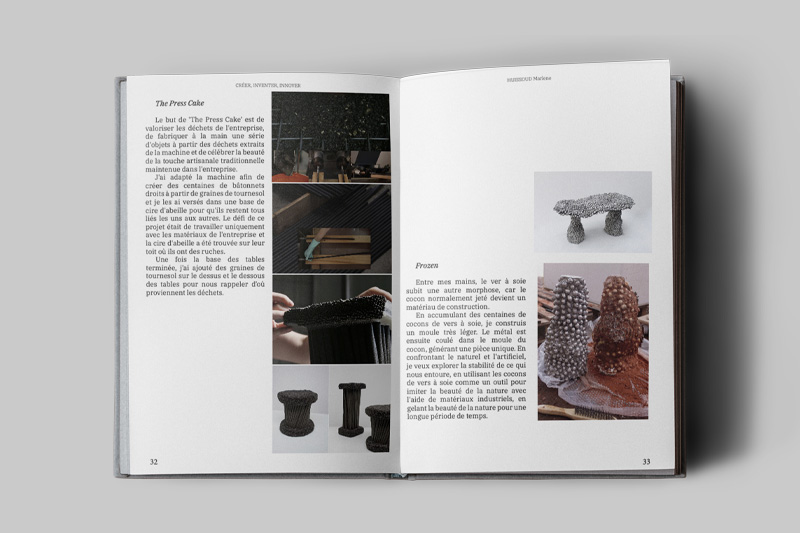 CRÉER, INVENTER, INNOVER
The Press Cake
Le but de 'The Press Cake' est de
valoriser les déchets de l'entreprise,
de fabriquer à la main une série
d'objets à partir des déchets extraits
de la machine et de célébrer la beauté
de la touche artisanale traditionnelle
maintenue dans l'entreprise.
J'ai adapté la machine afin de
créer des centaines de bâtonnets
droits à partir de graines de tournesol
et je les ai versés dans une base de
cire d'abeille pour qu'ils restent tous
liés les uns aux autres. Le défi de ce
projet était de travailler uniquement
avec les matériaux de l'entreprise et
la cire d'abeille a été trouvée sur leur
toit où ils ont des ruches.
Une fois la base des tables
terminée, j'ai ajouté des graines de
tournesol sur le dessus et le dessous
des tables pour nous rappeler d'où
proviennent les déchets.
32
Marlene
Frozen
Entre mes mains, le ver à soie
subit une autre morphose, car le
cocon normalement jeté devient un
matériau de construction.
En accumulant des centaines de
cocons de vers à soie, je construis
un moule très léger. Le métal est
ensuite coulé dans le moule du
cocon, générant une pièce unique. En
confrontant le naturel et l'artificiel,
je veux explorer la stabilité de ce qui
nous entoure, en utilisant les cocons
de vers à soie comme un outil pour
imiter la beauté de la nature avec
l'aide de matériaux industriels, en
gelant la beauté de la nature pour une
longue période de temps.
33